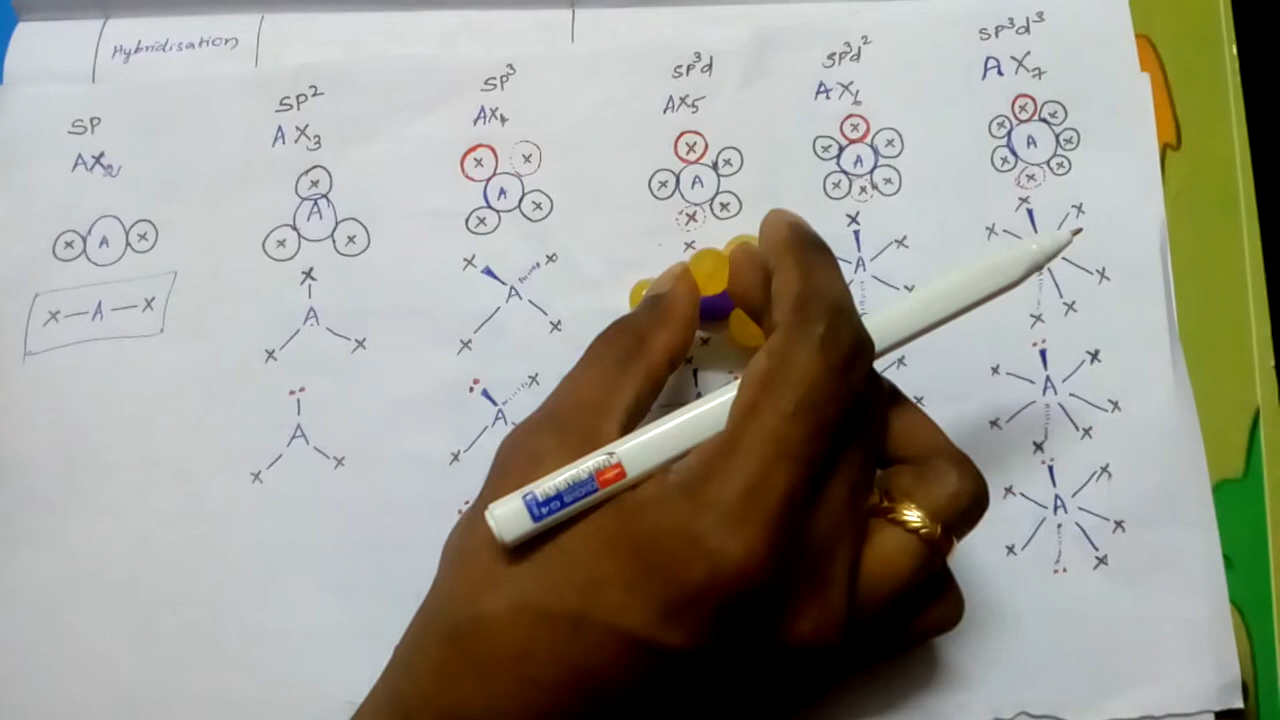 Hybridisation
SP
AX₂
X—A—X
SP²
AX₃
SP³
AX₄
SP³d
AX₅
SP³d²
AX₆
SP³d³
AX₇